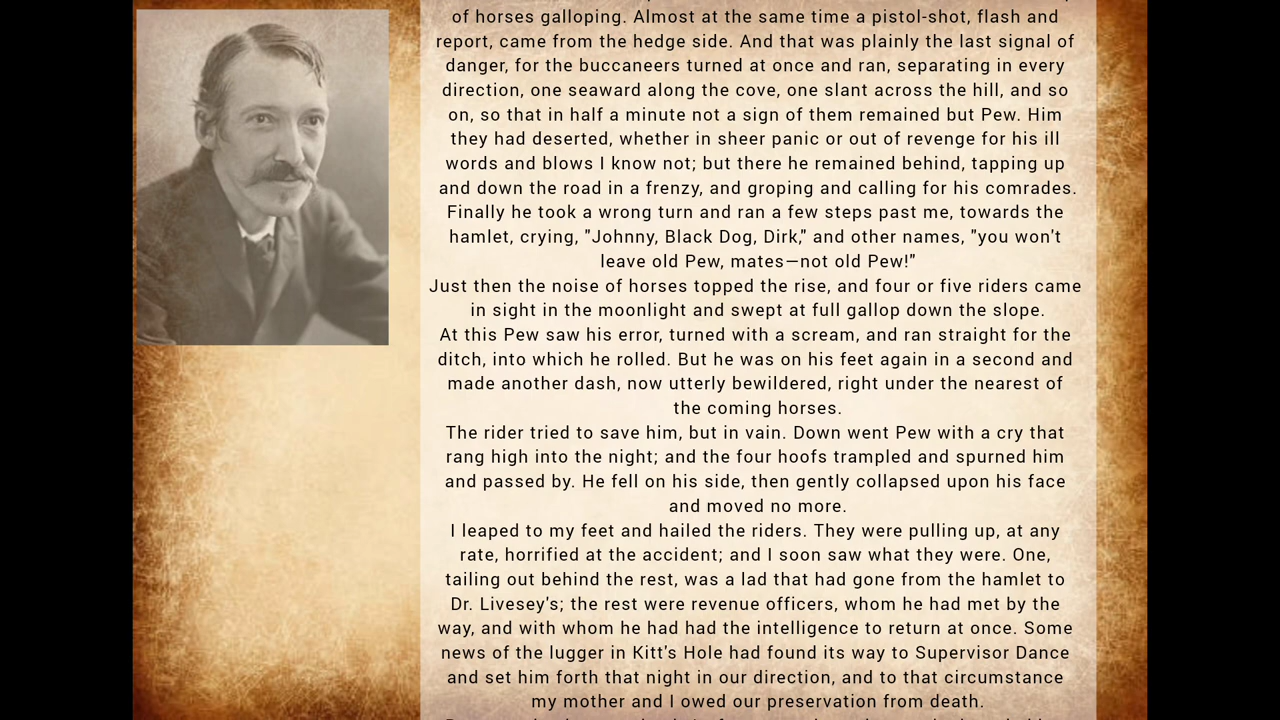 of horses galloping. Almost at the same time a pistol-shot, flash and
report, came from the hedge side. And that was plainly the last signal of
danger, for the buccaneers turned at once and ran, separating in every
direction, one seaward along the cove, one slant across the hill, and so
on, so that in half a minute not a sign of them remained but Pew. Him
they had deserted, whether in sheer panic or out of revenge for his ill
words and blows I know not; but there he remained behind, tapping up
and down the road in a frenzy, and groping and calling for his comrades.
Finally he took a wrong turn and ran a few steps past me, towards the
hamlet, crying, "Johnny, Black Dog, Dirk," and other names, "you won't
leave old Pew, mates—not old Pew!"
Just then the noise of horses topped the rise, and four or five riders came
in sight in the moonlight and swept at full gallop down the slope.
At this Pew saw his error, turned with a scream, and ran straight for the
ditch, into which he rolled. But he was on his feet again in a second and
made another dash, now utterly bewildered, right under the nearest of
the coming horses.
The rider tried to save him, but in vain. Down went Pew with a cry that
rang high into the night; and the four hoofs trampled and spurned him
and passed by. He fell on his side, then gently collapsed upon his face
and moved no more.
I leaped to my feet and hailed the riders. They were pulling up, at any
rate, horrified at the accident; and I soon saw what they were. One,
tailing out behind the rest, was a lad that had gone from the hamlet to
Dr. Livesey's; the rest were revenue officers, whom he had met by the
way, and with whom he had had the intelligence to return at once. Some
news of the lugger in Kitt's Hole had found its way to Supervisor Dance
and set him forth that night in our direction, and to that circumstance
my mother and I owed our preservation from death.